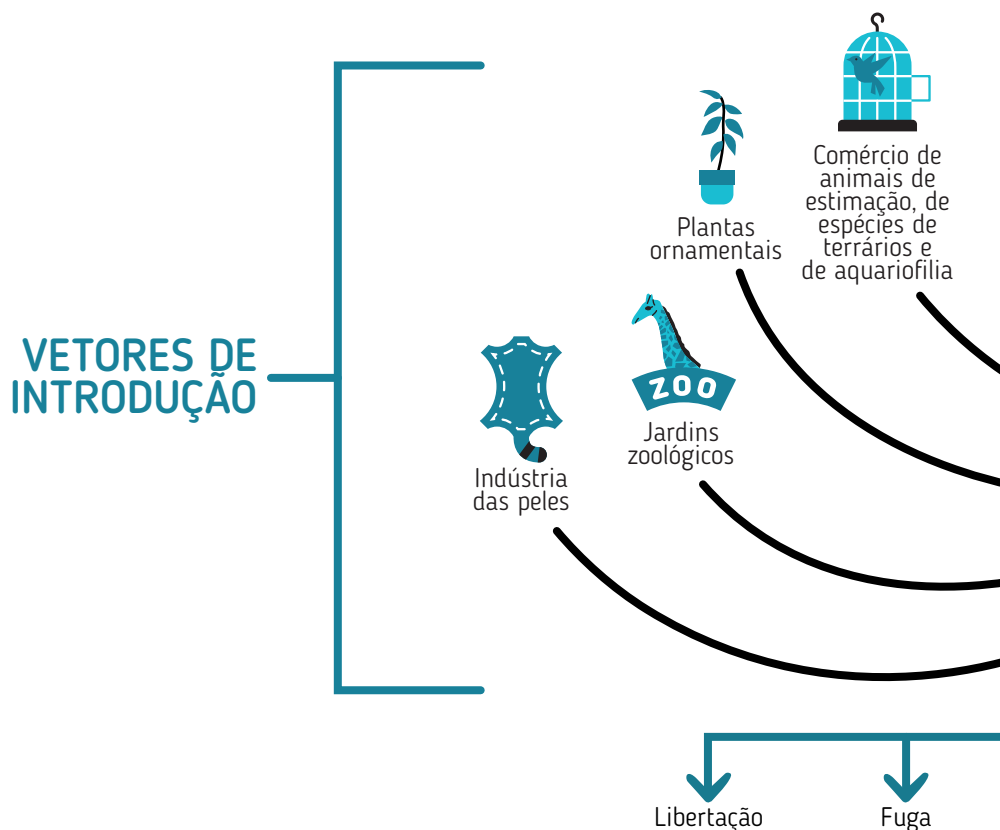 VETORES DE
INTRODUÇÃO
Comércio de
animais de
estimação, de
espécies de
terrários e
de aquariofilia
Plantas
ornamentais
ZOO
Jardins
zoológicos
Indústria
das peles
Libertação
Fuga